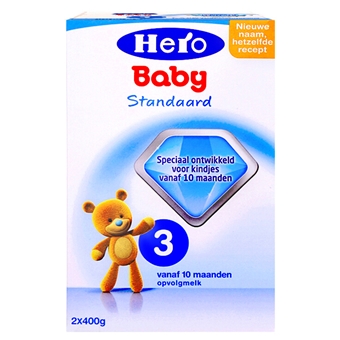 Hero
Nieuwe
naam,
hetzelfde
recept
Baby
Standaard
Speciaal ontwikkeld
voor kindjes
vanaf 10 maanden
3
vanaf 10 maanden
opvolgmelk
2x400g